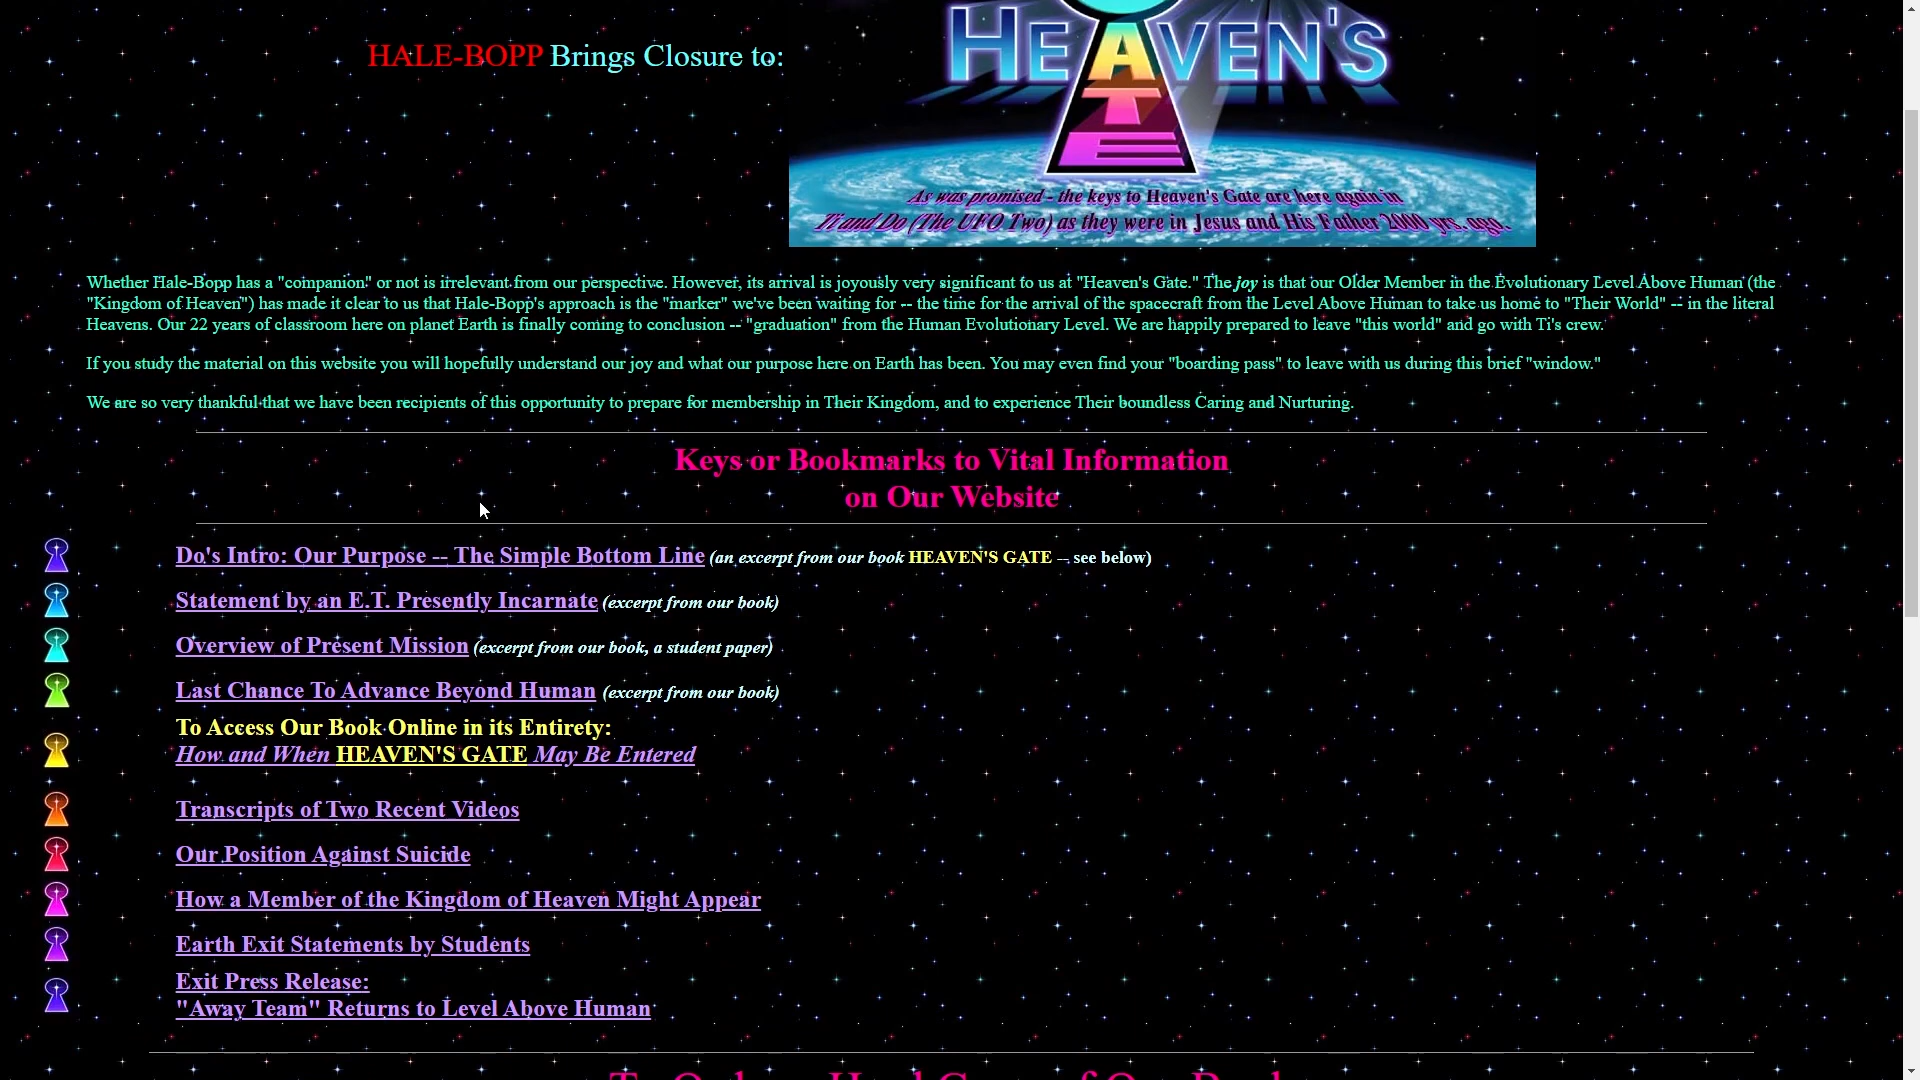 HALE-BOPP Brings Closure to:
HEAVEN'S
GATE
As was promised - the keys to Heaven's Gate are here again in
Ti and Do (The UFO Two) as they were in Jesus and His Father 2000 yrs. ago.
Whether Hale-Bopp has a "companion" or not is irrelevant from our perspective. However, its arrival is joyously very significant to us at "Heaven's Gate." The joy is that our Older Member in the Evolutionary Level Above Human (the
"Kingdom of Heaven") has made it clear to us that Hale-Bopp's approach is the "marker" we've been waiting for -- the time for the arrival of the spacecraft from the Level Above Human to take us home to "Their World" -- in the literal
Heavens. Our 22 years of classroom here on planet Earth is finally coming to conclusion -- "graduation" from the Human Evolutionary Level. We are happily prepared to leave "this world" and go with Ti's crew.
If you study the material on this website you will hopefully understand our joy and what our purpose here on Earth has been. You may even find your "boarding pass" to leave with us during this brief "window."
We are so very thankful that we have been recipients of this opportunity to prepare for membership in Their Kingdom, and to experience Their boundless Caring and Nurturing.
Keys or Bookmarks to Vital Information
on Our Website
Do's Intro: Our Purpose -- The Simple Bottom Line (an excerpt from our book HEAVEN'S GATE -- see below)
Statement by an E.T. Presently Incarnate (excerpt from our book)
Overview of Present Mission (excerpt from our book, a student paper)
Last Chance To Advance Beyond Human (excerpt from our book)
To Access Our Book Online in its Entirety:
How and When HEAVEN'S GATE May Be Entered
Transcripts of Two Recent Videos
Our Position Against Suicide
How a Member of the Kingdom of Heaven Might Appear
Earth Exit Statements by Students
Exit Press Release:
"Away Team" Returns to Level Above Human